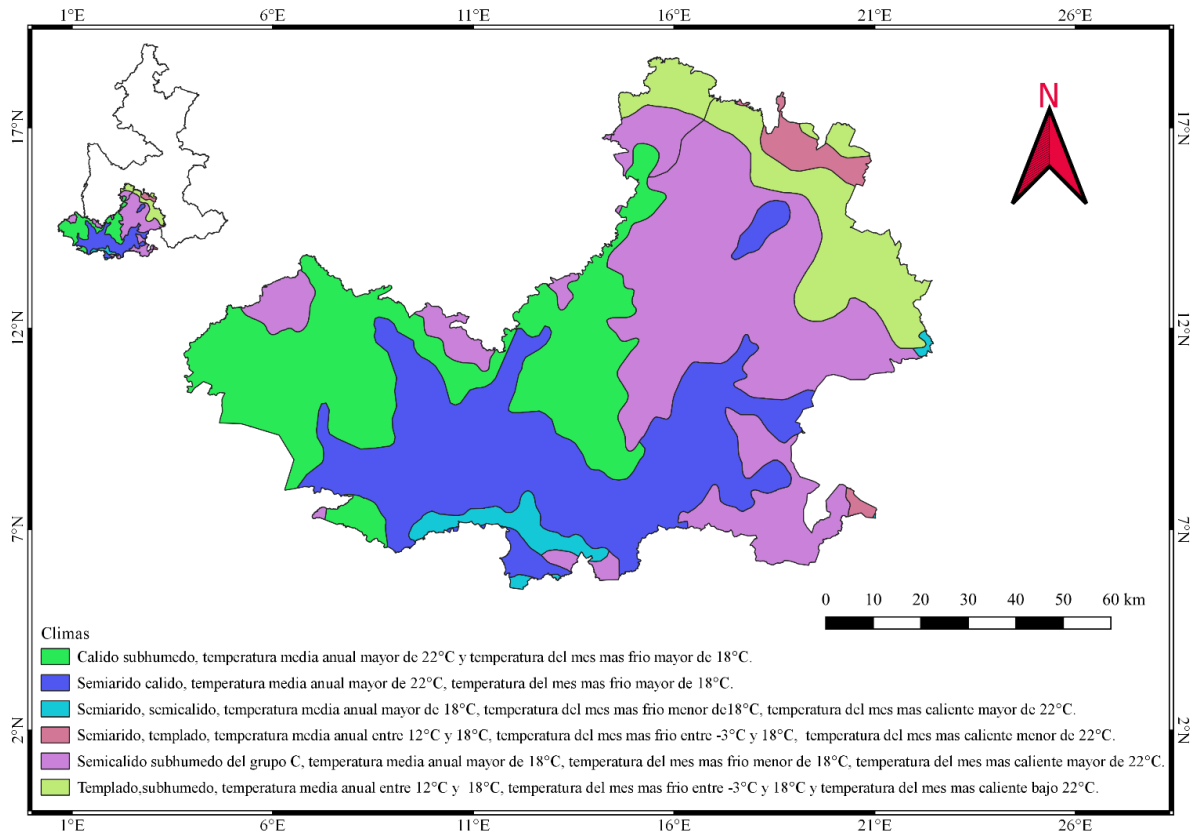 1°E 6°E 11°E 16°E 21°E 26°E
N
17°N 17°N
12°N 12°N
7°N 7°N
2°N 2°N
0 10 20 30 40 50 60 km
Climas
Calido subhumedo, temperatura media anual mayor de 22°C y temperatura del mes mas frio mayor de 18°C.
Semiarido calido, temperatura media anual mayor de 22°C, temperatura del mes mas frio mayor de 18°C.
Semiarido, semicalido, temperatura media anual mayor de 18°C, temperatura del mes mas frio menor de18°C, temperatura del mes mas caliente mayor de 22°C.
Semiarido, templado, temperatura media anual entre 12°C y 18°C, temperatura del mes mas frio entre -3°C y 18°C, temperatura del mes mas caliente menor de 22°C.
Semicalido subhumedo del grupo C, temperatura media anual mayor de 18°C, temperatura del mes mas frio menor de 18°C, temperatura del mes mas caliente mayor de 22°C.
Templado,subhumedo, temperatura media anual entre 12°C y 18°C, temperatura del mes mas frio entre -3°C y 18°C y temperatura del mes mas caliente bajo 22°C.
1°E 6°E 11°E 16°E 21°E 26°E